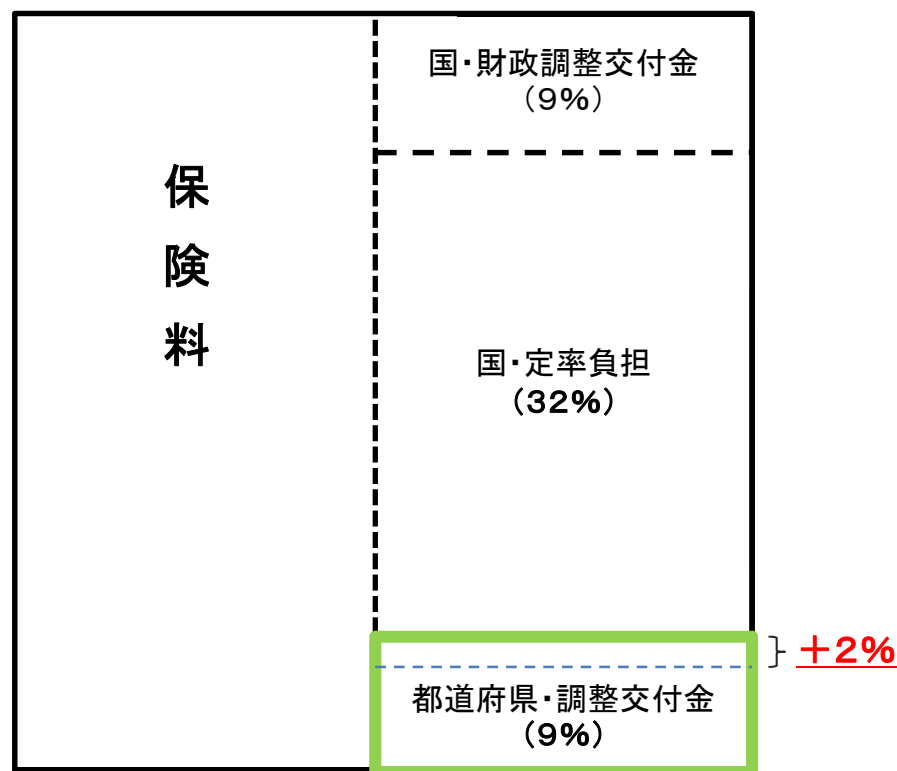 保
険
料
国・財政調整交付金
（9％）
国・定率負担
（32％）
＋2％
都道府県・調整交付金
（9％）